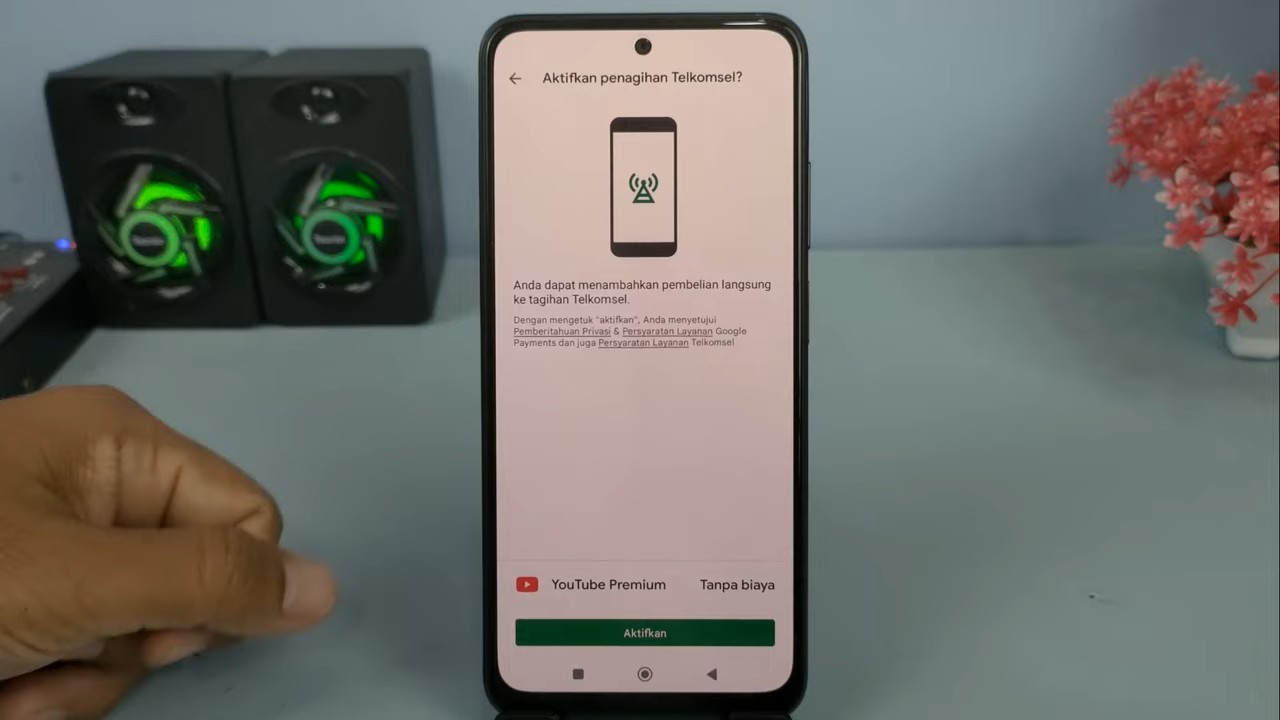 Aktifkan penagihan Telkomsel?
Anda dapat menambahkan pembelian langsung
ke tagihan Telkomsel.
Dengan mengetuk "aktifkan", Anda menyetujui
Pemberitahuan Privasi & Persyaratan Layanan Google
Payments dan juga Persyaratan Layanan Telkomsel
YouTube Premium Tanpa biaya
Aktifkan